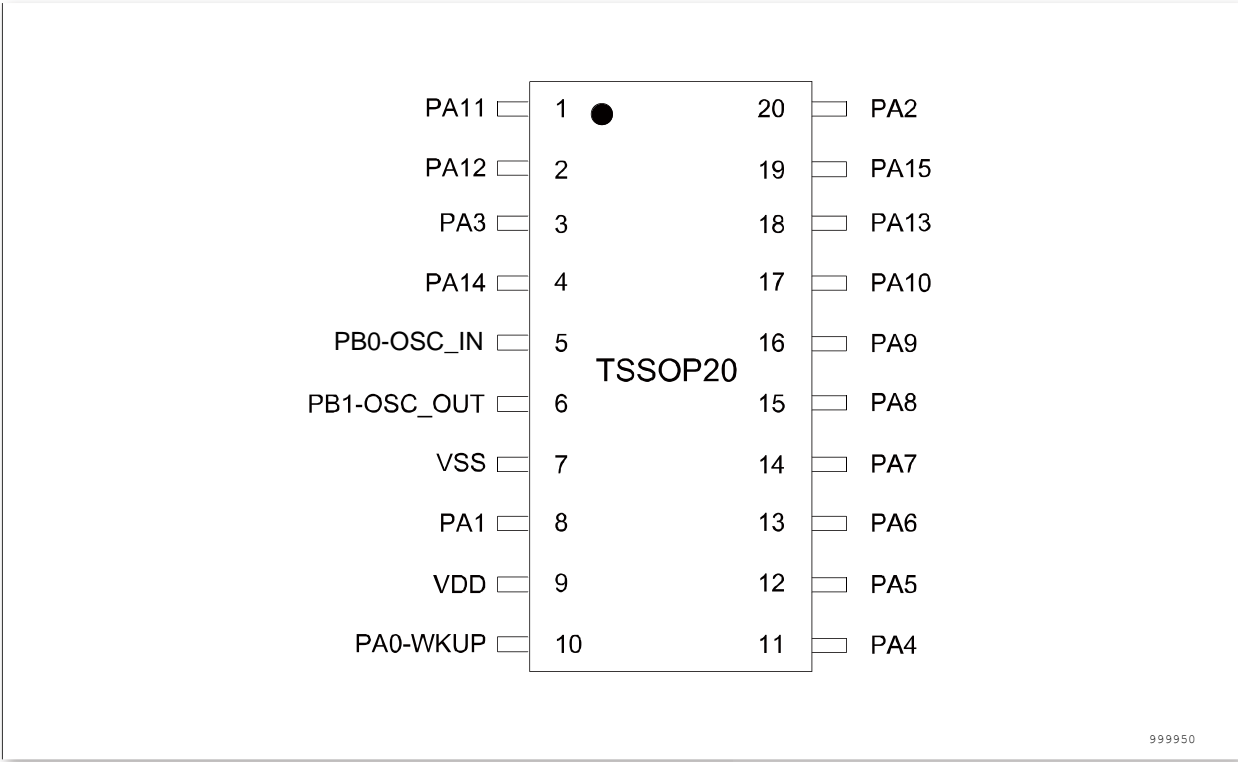 PA11 1 20 PA2
PA12 2 19 PA15
PA3 3 18 PA13
PA14 4 17 PA10
PB0-OSC_IN 5 16 PA9
TSSOP20
PB1-OSC_OUT 6 15 PA8
VSS 7 14 PA7
PA1 8 13 PA6
VDD 9 12 PA5
PA0-WKUP 10 11 PA4
999950